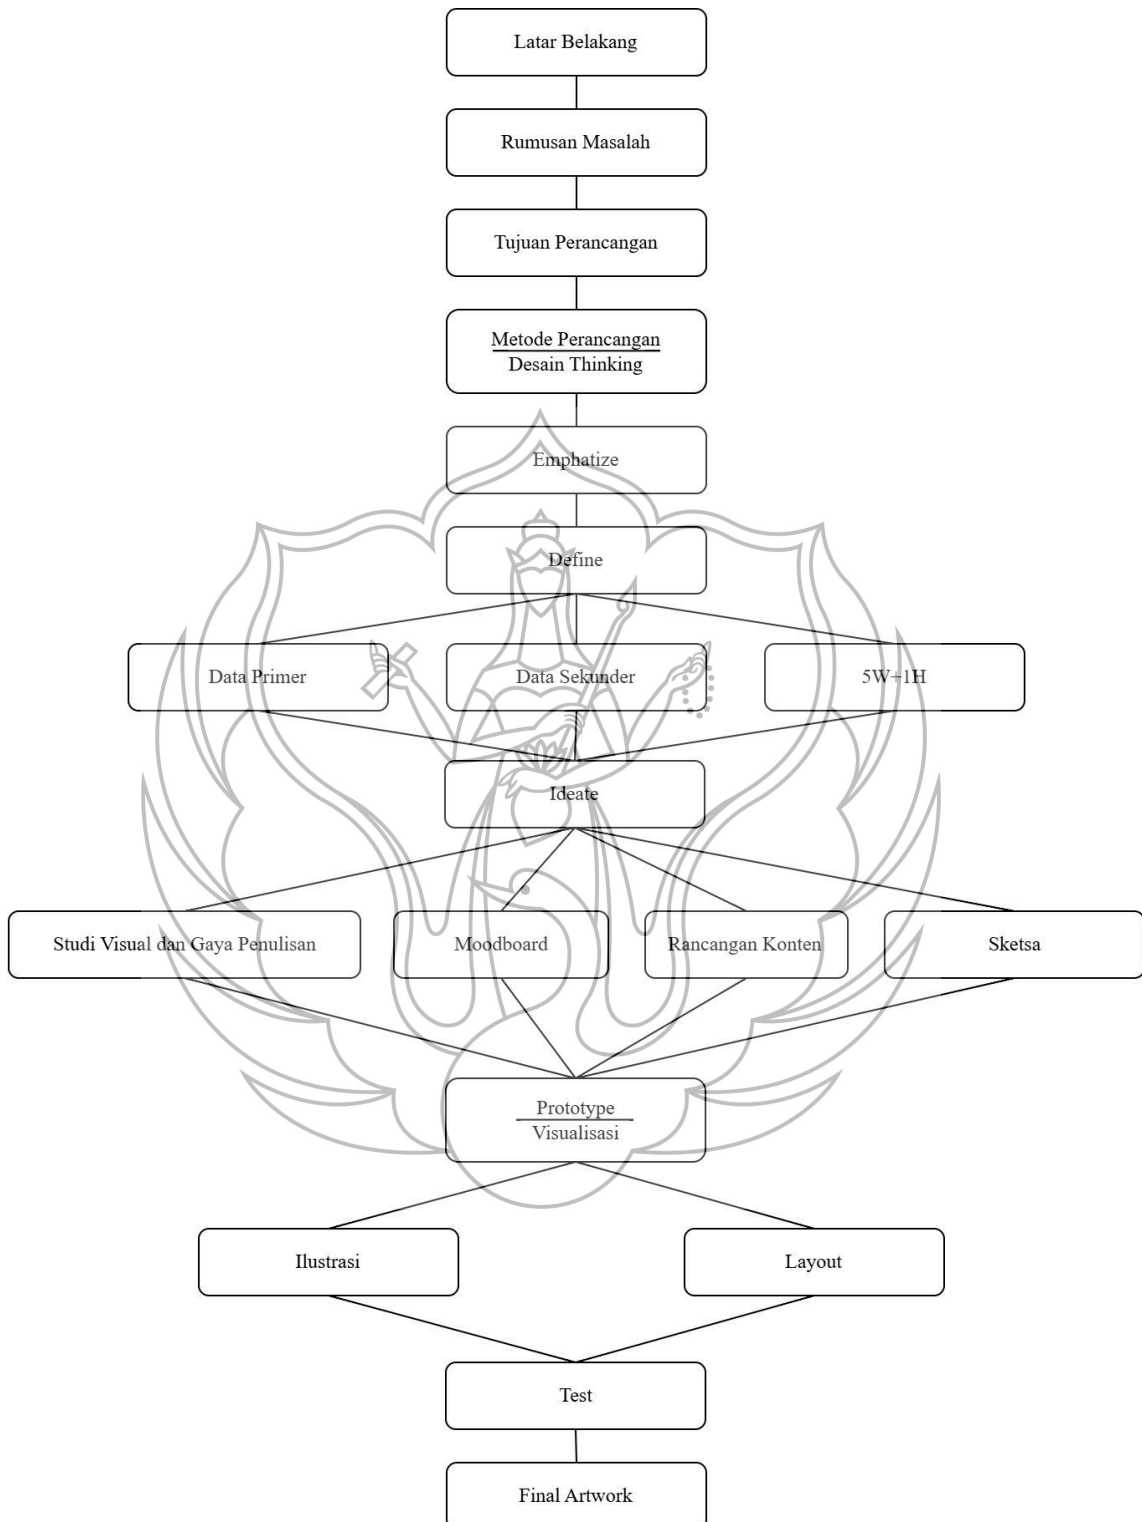 Latar Belakang
Rumusan Masalah
Tujuan Perancangan
Metode Perancangan
Desain Thinking
Emphatize
Define
Data Primer
Data Sekunder
5W+1H
Ideate
Studi Visual dan Gaya Penulisan
Moodboard
Rancangan Konten
Sketsa
Prototype
Visualisasi
Ilustrasi
Layout
Test
Final Artwork